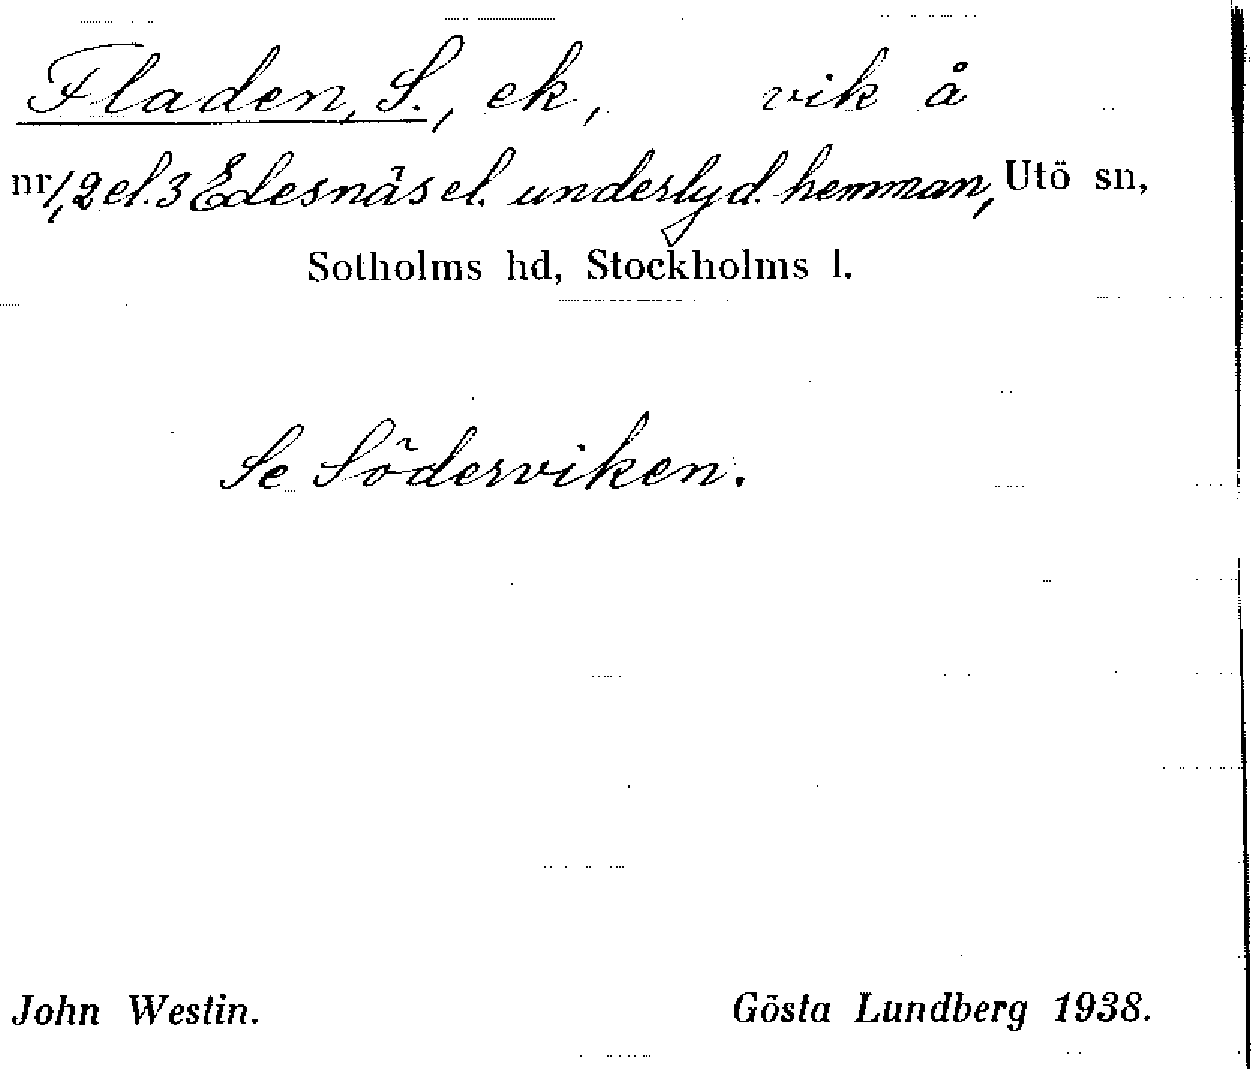 Fladen, S., ek, vik å
nr 1, 2 el. 3 Edesnäs el. underlyd. hemman, Utö sn,
Sotholms hd, Stockholms l.
Se Söderviken.
John Westin. Gösta Lundberg 1938.